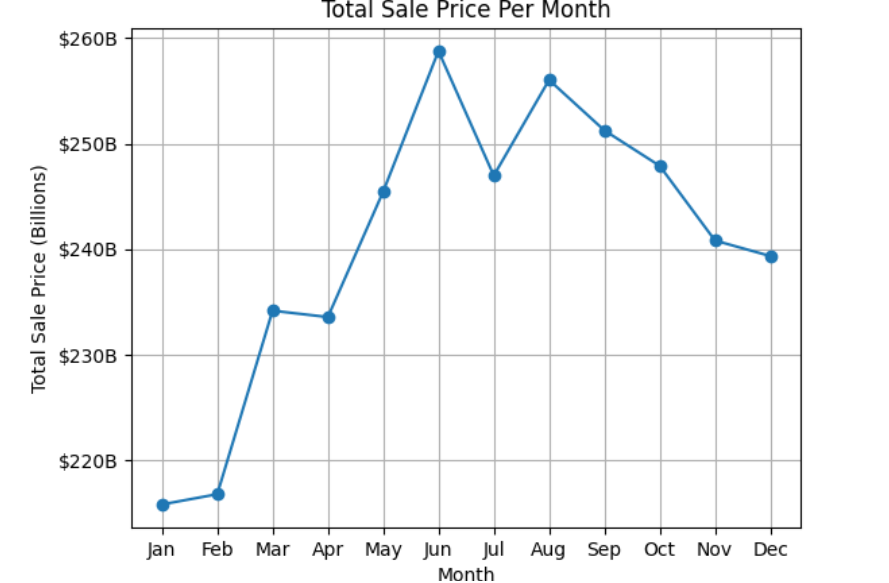 Total Sale Price Per Month
$260B
$250B
$240B
$230B
$220B
Total Sale Price (Billions)
Jan Feb Mar Apr May Jun Jul Aug Sep Oct Nov Dec
Month